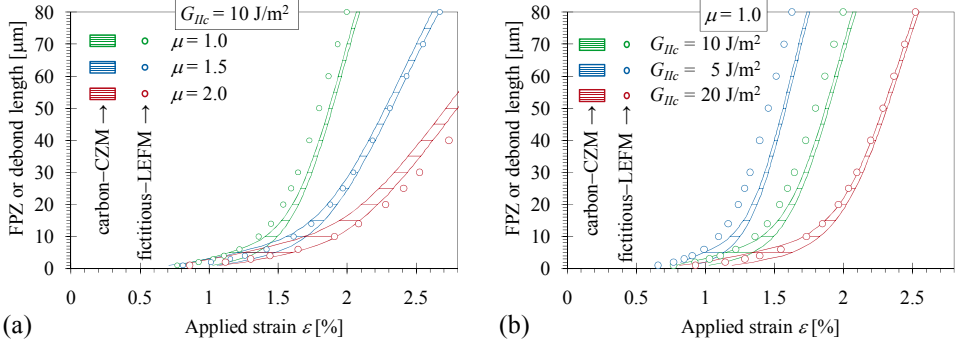 G_IIc = 10 J/m²
μ = 1.0
μ = 1.5
μ = 2.0
carbon–CZM →
fictitious–LEFM →
FPZ or debond length [µm]
80
70
60
50
40
30
20
10
0
0
0.5
1
1.5
2
2.5
Applied strain ε [%]
(a)
μ = 1.0
G_IIc = 10 J/m²
G_IIc = 5 J/m²
G_IIc = 20 J/m²
carbon–CZM →
fictitious–LEFM →
FPZ or debond length [µm]
80
70
60
50
40
30
20
10
0
0
0.5
1
1.5
2
2.5
Applied strain ε [%]
(b)